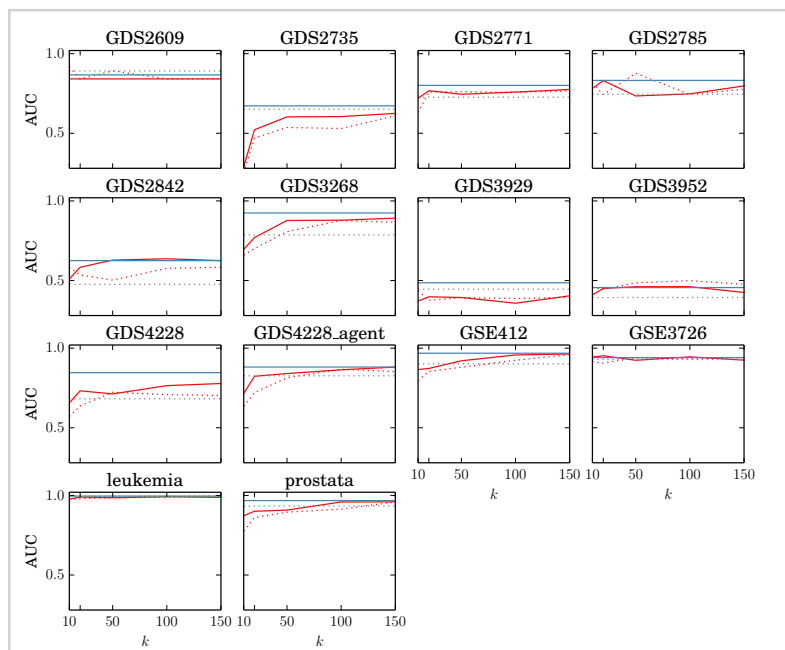 GDS2609 GDS2735 GDS2771 GDS2785
1.0
AUC
0.5
GDS2842 GDS3268 GDS3929 GDS3952
1.0
AUC
0.5
GDS4228 GDS4228_agent GSE412 GSE3726
1.0
AUC
0.5
10 50 100 150 10 50 100 150
leukemia prostata k k
1.0
AUC
0.5
10 50 100 150 10 50 100 150
k k